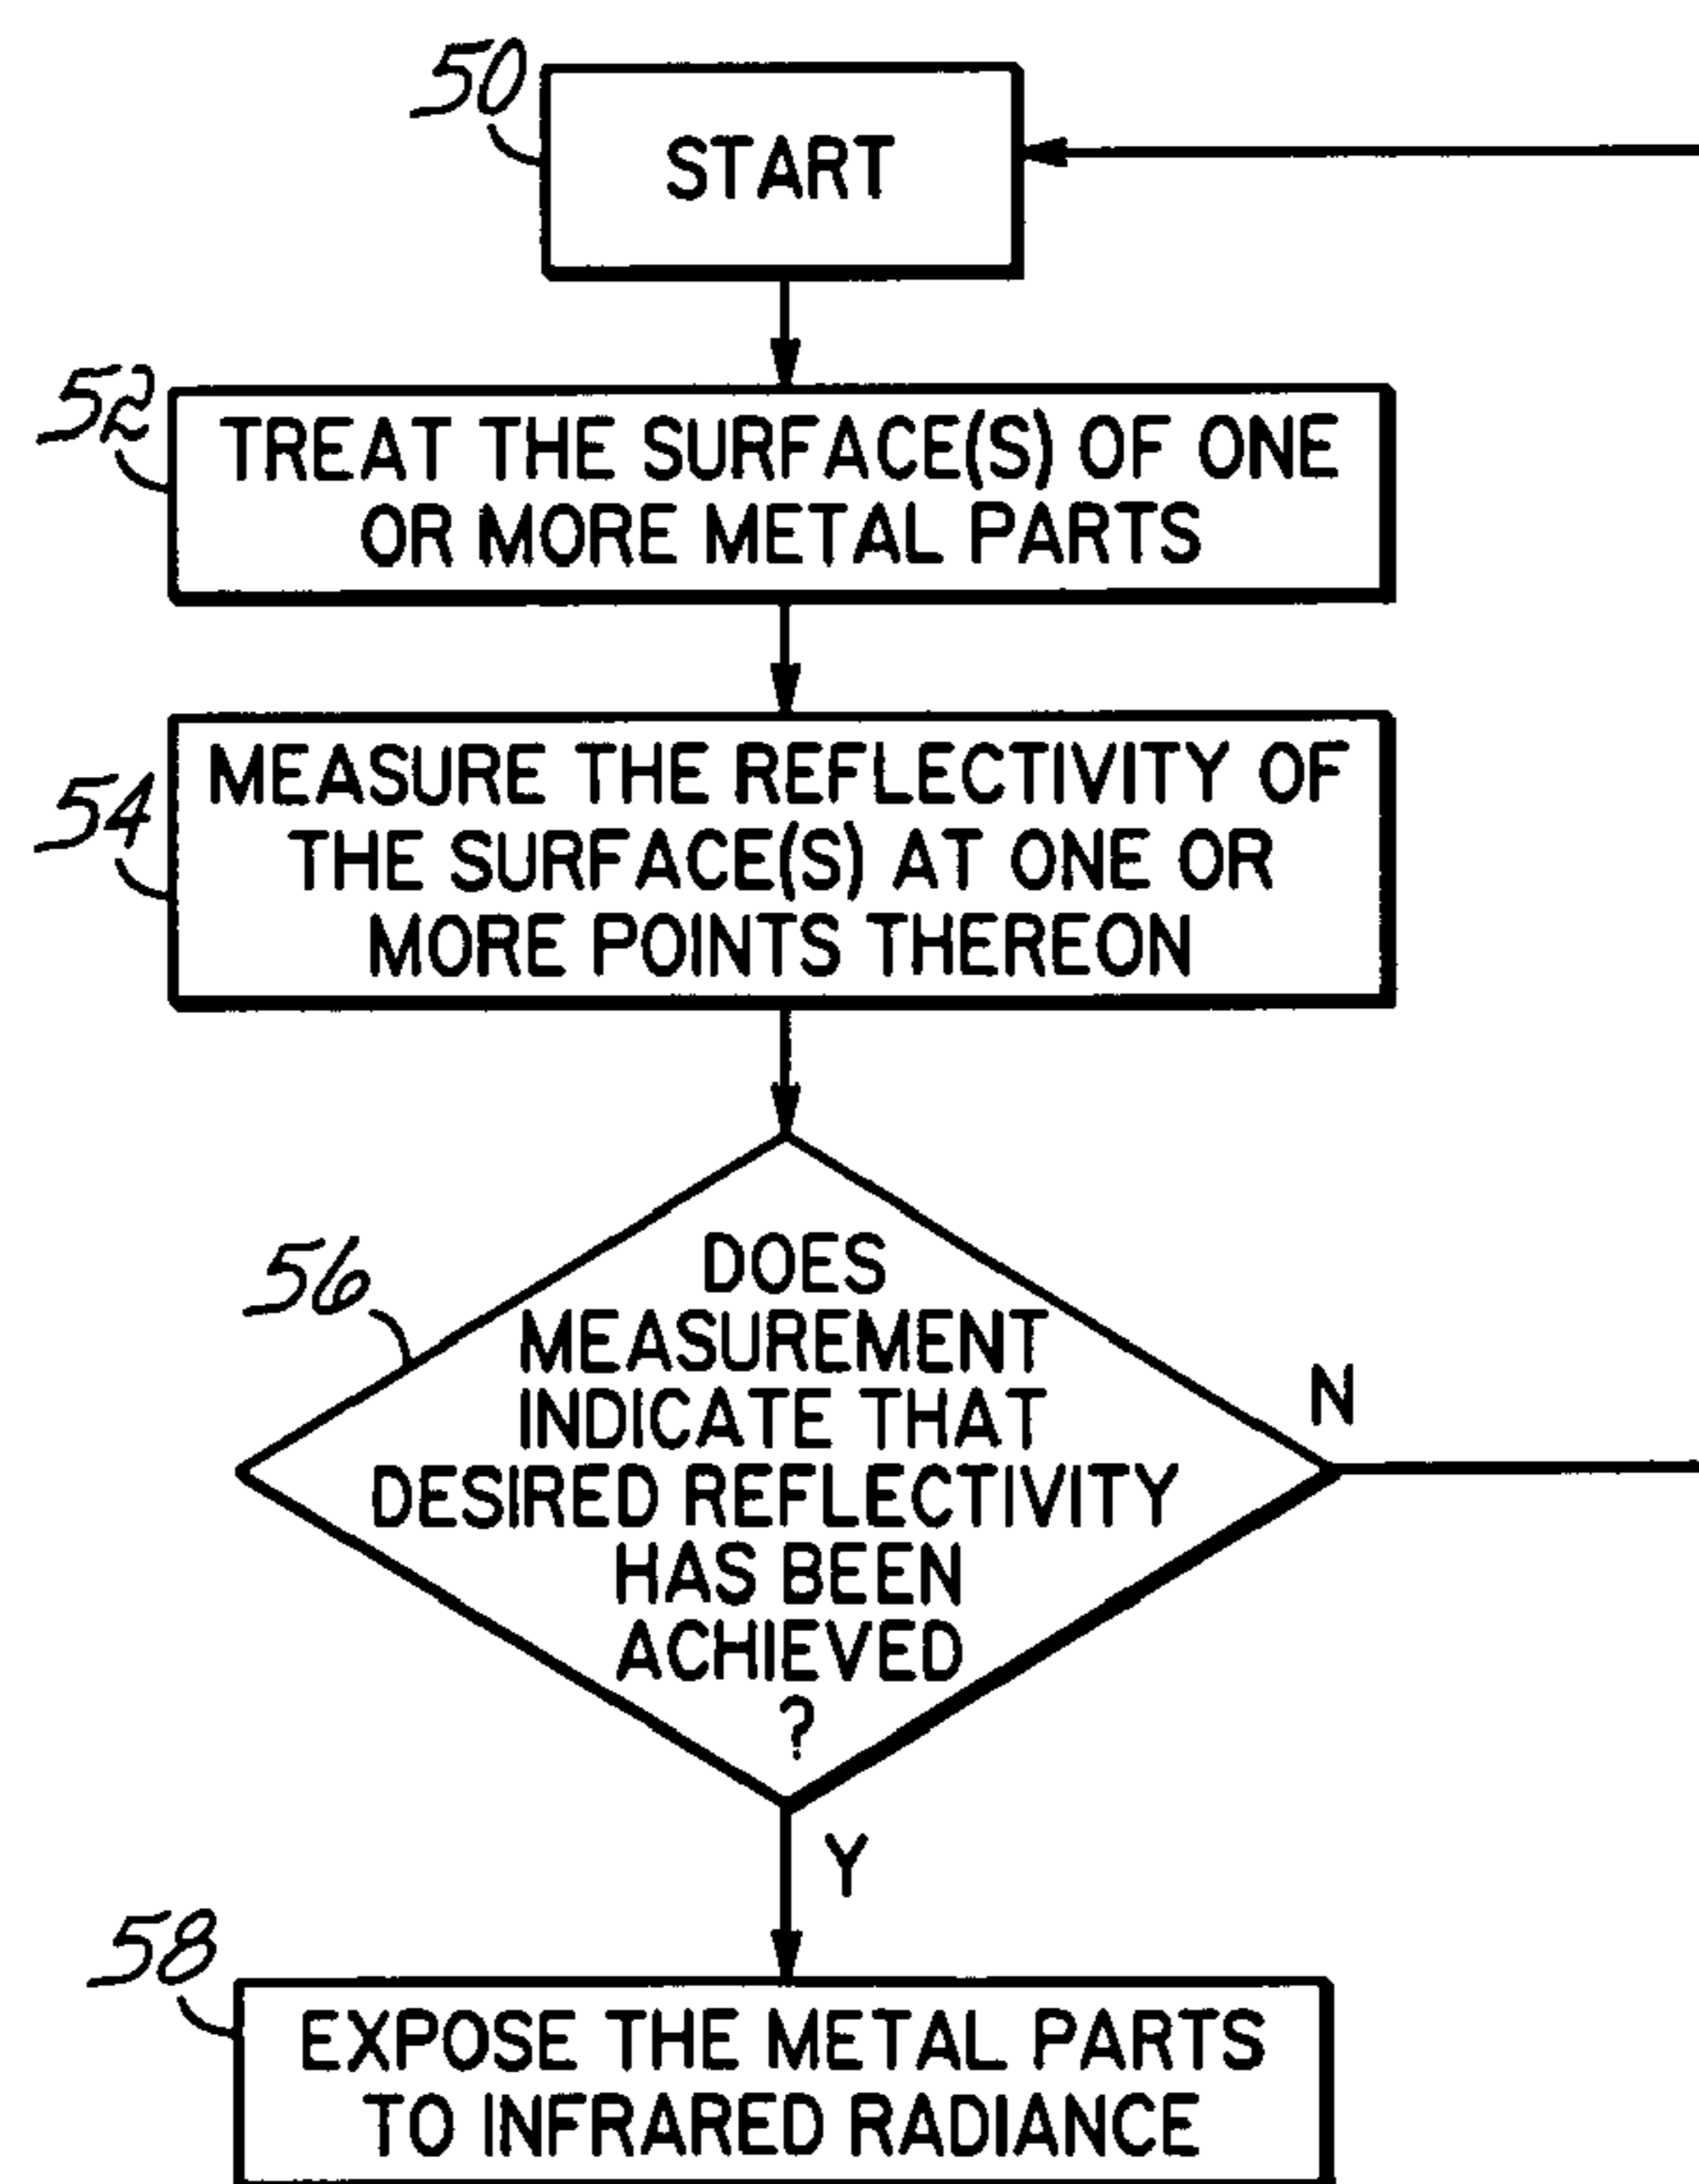 50
START
52
TREAT THE SURFACE(S) OF ONE
OR MORE METAL PARTS
54
MEASURE THE REFLECTIVITY OF
THE SURFACE(S) AT ONE OR
MORE POINTS THEREON
56
DOES
MEASUREMENT
INDICATE THAT
DESIRED REFLECTIVITY
HAS BEEN
ACHIEVED
?
N
Y
58
EXPOSE THE METAL PARTS
TO INFRARED RADIANCE